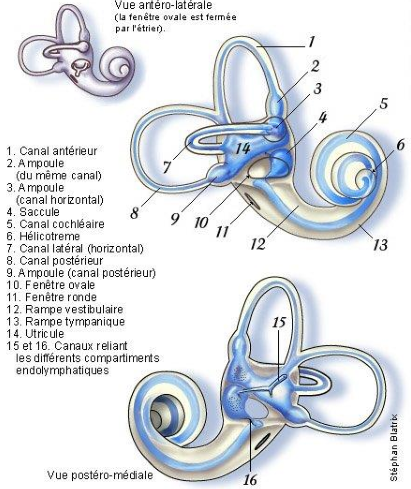 Vue antéro-latérale
(la fenêtre ovale est fermée
par l'étrier).
1
2
3
4
5
6
7
8
9
10
11
12
13
14
1. Canal antérieur
2. Ampoule
(du même canal)
3. Ampoule
(canal horizontal)
4. Saccule
5. Canal cochléaire
6. Hélicotreme
7. Canal latéral (horizontal)
8. Canal postérieur
9. Ampoule (canal postérieur)
10. Fenêtre ovale
11. Fenêtre ronde
12. Rampe vestibulaire
13. Rampe tympanique
14. Utricule
15 et 16. Canaux reliant
les différents compartiments
endolymphatiques
15
16
Vue postéro-médiale
Stéphan Blatrix